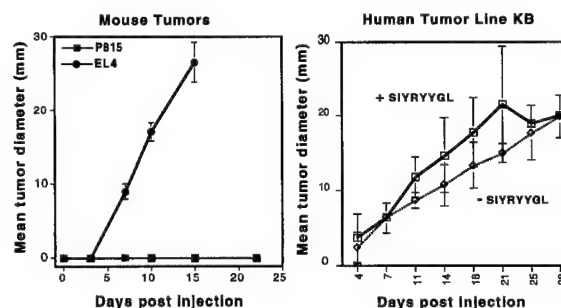 Mouse Tumors
P815
EL4
Mean tumor diameter (mm)
30
20
10
0
0 5 10 15 20 25
Days post injection
Human Tumor Line KB
Mean tumor diameter (mm)
30
20
10
0
+ SIYRYYGL
- SIYRYYGL
4 7 11 14 18 21 25 28
Days post injection